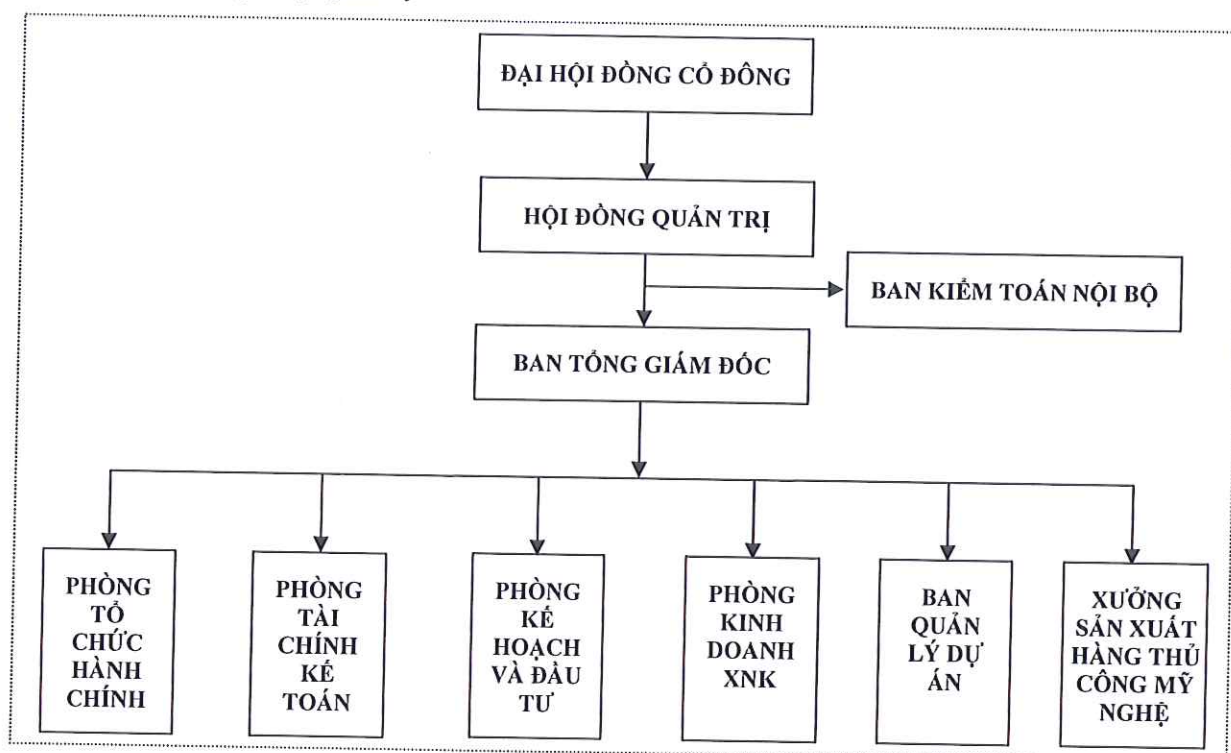 ĐẠI HỘI ĐỒNG CỔ ĐÔNG
HỘI ĐỒNG QUẢN TRỊ
BAN KIỂM TOÁN NỘI BỘ
BAN TỔNG GIÁM ĐỐC
PHÒNG
TỔ
CHỨC
HÀNH
CHÍNH
PHÒNG
TÀI
CHÍNH
KẾ
TOÁN
PHÒNG
KẾ
HOẠCH
VÀ ĐẦU
TƯ
PHÒNG
KINH
DOANH
XNK
BAN
QUẢN
LÝ DỰ
ÁN
XƯỞNG
SẢN XUẤT
HÀNG THỦ
CÔNG MỸ
NGHỆ